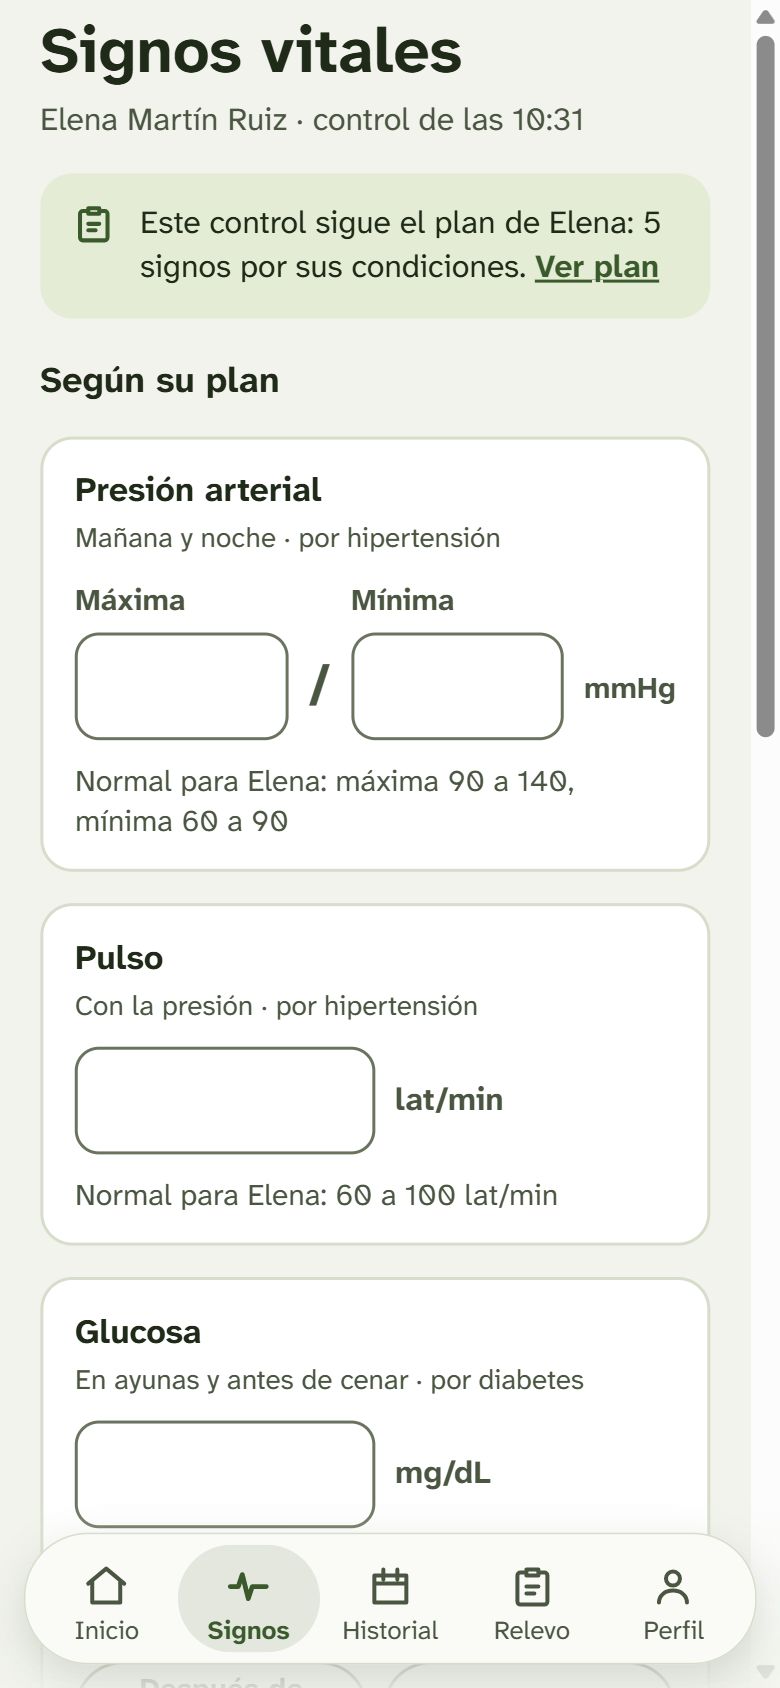 Signos vitales
Elena Martín Ruiz · control de las 10:31
Este control sigue el plan de Elena: 5
signos por sus condiciones. Ver plan
Según su plan
Presión arterial
Mañana y noche · por hipertensión
Máxima
Mínima
/
mmHg
Normal para Elena: máxima 90 a 140,
mínima 60 a 90
Pulso
Con la presión · por hipertensión
lat/min
Normal para Elena: 60 a 100 lat/min
Glucosa
En ayunas y antes de cenar · por diabetes
mg/dL
Inicio
Signos
Historial
Relevo
Perfil
Después de